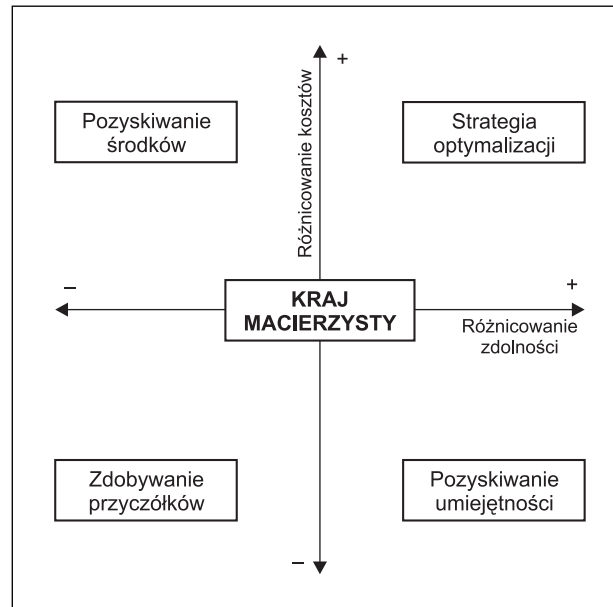 +
Różnicowanie kosztów
Pozyskiwanie
środków
Strategia
optymalizacji
–
KRAJ
MACIERZYSTY
+
Różnicowanie
zdolności
Zdobywanie
przyczółków
Pozyskiwanie
umiejętności
–